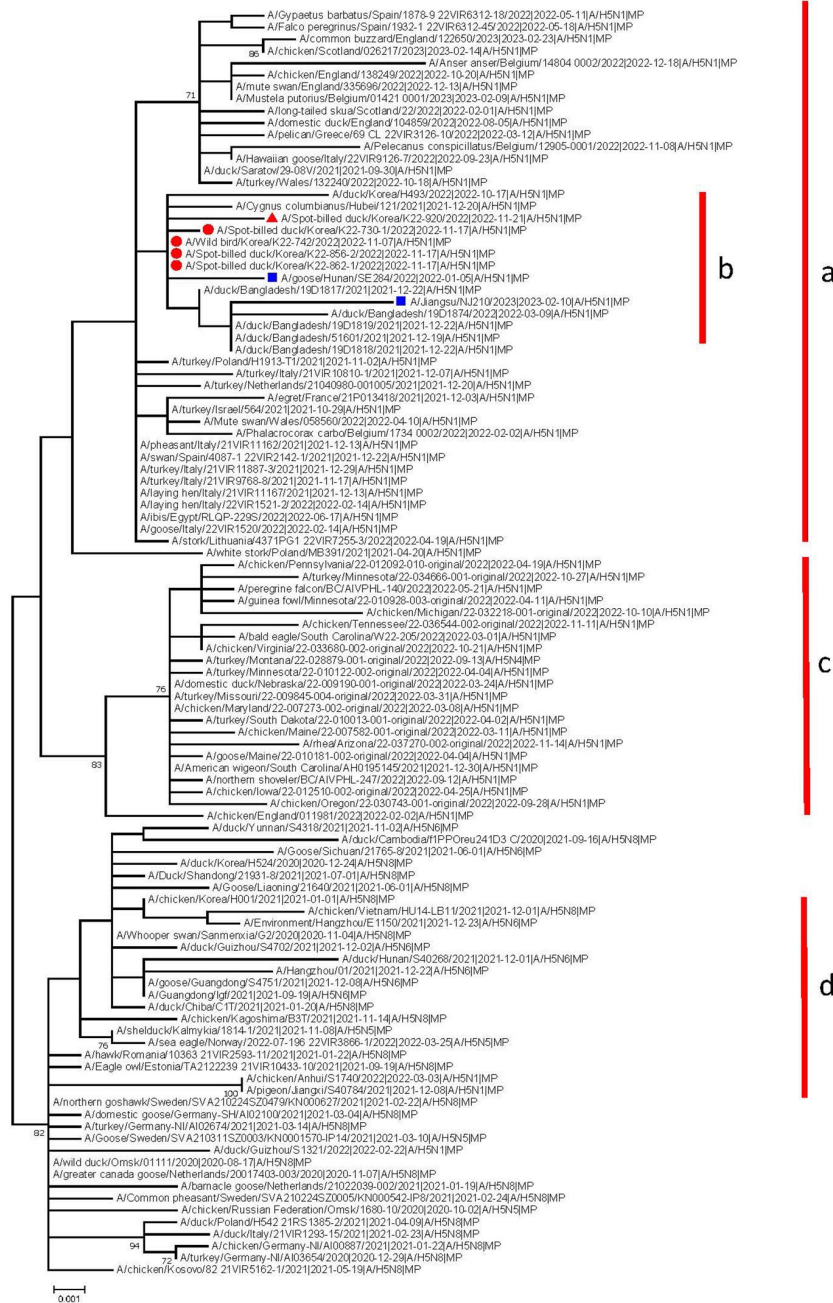 A/Gypaetus barbatus/Spain/1878-9 22VIR6312-18/2022|2022-05-11|A/H5N1|MP
A/Falco peregrinus/Spain/1932-1 22VIR6312-45/2022|2022-05-18|A/H5N1|MP
A/common buzzard/England/122650/2023|2023-02-23|A/H5N1|MP
86
A/chicken/Scotland/026217/2023|2023-02-14|A/H5N1|MP
A/Anser anser/Belgium/14804 0002/2022|2022-12-18|A/H5N1|MP
A/chicken/England/138249/2022|2022-10-20|A/H5N1|MP
A/mute swan/England/335696/2022|2022-12-13|A/H5N1|MP
71
A/Mustela putorius/Belgium/01421 0001/2023|2023-02-09|A/H5N1|MP
A/long-tailed skua/Scotland/22/2022|2022-02-01|A/H5N1|MP
A/domestic duck/England/104859/2022|2022-08-05|A/H5N1|MP
A/pelican/Greece/69 CL 22VIR3126-10/2022|2022-03-12|A/H5N1|MP
A/Pelecanus conspicillatus/Belgium/12905-0001/2022|2022-11-08|A/H5N1|MP
A/Hawaiian goose/Italy/22VIR9126-7/2022|2022-09-23|A/H5N1|MP
A/duck/Saratov/29-08V/2021|2021-09-30|A/H5N1|MP
A/turkey/Wales/132240/2022|2022-10-18|A/H5N1|MP
A/duck/Korea/H493/2022|2022-10-17|A/H5N1|MP
A/Cygnus columbianus/Hubei/121/2021|2021-12-20|A/H5N1|MP
A/Spot-billed duck/Korea/K22-920/2022|2022-11-21|A/H5N1|MP
A/Spot-billed duck/Korea/K22-730-1/2022|2022-11-17|A/H5N1|MP
A/Wild bird/Korea/K22-742/2022|2022-11-07|A/H5N1|MP
A/Spot-billed duck/Korea/K22-856-2/2022|2022-11-17|A/H5N1|MP
A/Spot-billed duck/Korea/K22-862-1/2022|2022-11-17|A/H5N1|MP
A/goose/Hunan/SE284/2022|2022-01-05|A/H5N1|MP
A/duck/Bangladesh/19D1817/2021|2021-12-22|A/H5N1|MP
A/Jiangsu/NJ210/2023|2023-02-10|A/H5N1|MP
A/duck/Bangladesh/19D1874/2022|2022-03-09|A/H5N1|MP
A/duck/Bangladesh/19D1819/2021|2021-12-22|A/H5N1|MP
A/duck/Bangladesh/51601/2021|2021-12-19|A/H5N1|MP
A/duck/Bangladesh/19D1818/2021|2021-12-22|A/H5N1|MP
b
a
A/turkey/Poland/H1913-T1/2021|2021-11-02|A/H5N1|MP
A/turkey/Italy/21VIR10810-1/2021|2021-12-07|A/H5N1|MP
A/turkey/Netherlands/21040980-001005/2021|2021-12-20|A/H5N1|MP
A/egret/France/21P013418/2021|2021-12-03|A/H5N1|MP
A/turkey/Israel/564/2021|2021-10-29|A/H5N1|MP
A/Mute swan/Wales/058560/2022|2022-04-10|A/H5N1|MP
A/Phalacrocorax carbo/Belgium/1734 0002/2022|2022-02-02|A/H5N1|MP
A/pheasant/Italy/21VIR11162/2021|2021-12-13|A/H5N1|MP
A/swan/Spain/4087-1 22VIR2142-1/2021|2021-12-22|A/H5N1|MP
A/turkey/Italy/21VIR11887-3/2021|2021-12-29|A/H5N1|MP
A/turkey/Italy/21VIR9768-8/2021|2021-11-17|A/H5N1|MP
A/laying hen/Italy/21VIR11167/2021|2021-12-13|A/H5N1|MP
A/laying hen/Italy/22VIR1521-2/2022|2022-02-14|A/H5N1|MP
A/ibis/Egypt/RLQP-229S/2022|2022-06-17|A/H5N1|MP
A/goose/Italy/22VIR1520/2022|2022-02-14|A/H5N1|MP
A/stork/Lithuania/4371PG1 22VIR7255-3/2022|2022-04-19|A/H5N1|MP
A/white stork/Poland/MB391/2021|2021-04-20|A/H5N1|MP
A/chicken/Pennsylvania/22-012092-010-original/2022|2022-04-19|A/H5N1|MP
A/turkey/Minnesota/22-034666-001-original/2022|2022-10-27|A/H5N1|MP
A/peregrine falcon/BC/AIVPHL-140/2022|2022-05-21|A/H5N1|MP
A/guinea fowl/Minnesota/22-010928-003-original/2022|2022-04-11|A/H5N1|MP
A/chicken/Michigan/22-032218-001-original/2022|2022-10-10|A/H5N1|MP
A/chicken/Tennessee/22-036544-002-original/2022|2022-11-11|A/H5N1|MP
A/bald eagle/South Carolina/W22-205/2022|2022-03-01|A/H5N1|MP
A/chicken/Virginia/22-033680-002-original/2022|2022-10-21|A/H5N1|MP
A/turkey/Montana/22-028879-001-original/2022|2022-09-13|A/H5N4|MP
A/turkey/Minnesota/22-010122-002-original/2022|2022-04-04|A/H5N1|MP
A/domestic duck/Nebraska/22-009190-001-original/2022|2022-03-24|A/H5N1|MP
76
A/turkey/Missouri/22-009845-004-original/2022|2022-03-31|A/H5N1|MP
A/chicken/Maryland/22-007273-002-original/2022|2022-03-08|A/H5N1|MP
A/turkey/South Dakota/22-010013-001-original/2022|2022-04-02|A/H5N1|MP
A/chicken/Maine/22-007582-001-original/2022|2022-03-11|A/H5N1|MP
A/rhea/Arizona/22-037270-002-original/2022|2022-11-14|A/H5N1|MP
A/goose/Maine/22-010181-002-original/2022|2022-04-04|A/H5N1|MP
83
A/American wigeon/South Carolina/AH0195145/2021|2021-12-30|A/H5N1|MP
A/northern shoveler/BC/AIVPHL-247/2022|2022-09-12|A/H5N1|MP
A/chicken/Iowa/22-012510-002-original/2022|2022-04-25|A/H5N1|MP
A/chicken/Oregon/22-030743-001-original/2022|2022-09-28|A/H5N1|MP
A/chicken/England/011981/2022|2022-02-02|A/H5N1|MP
c
A/duck/Yunnan/S4318/2021|2021-11-02|A/H5N6|MP
A/duck/Cambodia/f1PPOreu241D3 C/2020|2021-09-16|A/H5N8|MP
A/Goose/Sichuan/21765-8/2021|2021-06-01|A/H5N6|MP
A/duck/Korea/H524/2020|2020-12-24|A/H5N8|MP
A/Duck/Shandong/21931-8/2021|2021-07-01|A/H5N8|MP
A/Goose/Liaoning/21640/2021|2021-06-01|A/H5N8|MP
A/chicken/Korea/H001/2021|2021-01-01|A/H5N8|MP
A/chicken/Vietnam/HU14-LB11/2021|2021-12-01|A/H5N8|MP
A/Environment/Hangzhou/E1150/2021|2021-12-23|A/H5N6|MP
A/Whooper swan/Sanmenxia/G2/2020|2020-11-04|A/H5N8|MP
A/duck/Guizhou/S4702/2021|2021-12-02|A/H5N6|MP
A/duck/Hunan/S40268/2021|2021-12-01|A/H5N6|MP
A/Hangzhou/01/2021|2021-12-22|A/H5N6|MP
A/goose/Guangdong/S4751/2021|2021-12-08|A/H5N6|MP
A/Guangdong/lgf/2021|2021-09-19|A/H5N6|MP
A/duck/Chiba/C1T/2021|2021-01-20|A/H5N8|MP
A/chicken/Kagoshima/B3T/2021|2021-11-14|A/H5N8|MP
A/shelduck/Kalmykia/1814-1/2021|2021-11-08|A/H5N5|MP
76
A/sea eagle/Norway/2022-07-196 22VIR3866-1/2022|2022-03-25|A/H5N5|MP
A/hawk/Romania/10363 21VIR2593-11/2021|2021-01-22|A/H5N8|MP
A/Eagle owl/Estonia/TA2122239 21VIR10433-10/2021|2021-09-19|A/H5N1|MP
A/chicken/Anhui/S1740/2022|2022-03-03|A/H5N1|MP
100
A/pigeon/Jiangxi/S40784/2021|2021-12-08|A/H5N1|MP
A/northern goshawk/Sweden/SVA210224SZ0479/KN000627/2021|2021-02-22|A/H5N8|MP
d
A/domestic goose/Germany-SH/AI02100/2021|2021-03-04|A/H5N8|MP
A/turkey/Germany-NI/AI02674/2021|2021-03-14|A/H5N8|MP
82
A/Goose/Sweden/SVA210311SZ0003/KN0001570-IP14/2021|2021-03-10|A/H5N5|MP
A/duck/Guizhou/S1321/2022|2022-02-22|A/H5N1|MP
A/wild duck/Omsk/01111/2020|2020-08-17|A/H5N8|MP
A/greater canada goose/Netherlands/20017403-003/2020|2020-11-07|A/H5N8|MP
A/barnacle goose/Netherlands/21022039-002/2021|2021-01-19|A/H5N8|MP
A/Common pheasant/Sweden/SVA210224SZ0005/KN000542-IP8/2021|2021-02-24|A/H5N8|MP
A/chicken/Russian Federation/Omsk/1680-10/2020|2020-10-02|A/H5N5|MP
A/duck/Poland/H542 21RS1385-2/2021|2021-04-09|A/H5N8|MP
A/duck/Italy/21VIR1293-15/2021|2021-02-23|A/H5N8|MP
94
A/chicken/Germany-NI/AI00887/2021|2021-01-22|A/H5N8|MP
72
A/turkey/Germany-NI/AI03654/2020|2020-12-29|A/H5N8|MP
A/chicken/Kosovo/82 21VIR5162-1/2021|2021-05-19|A/H5N8|MP
0.001